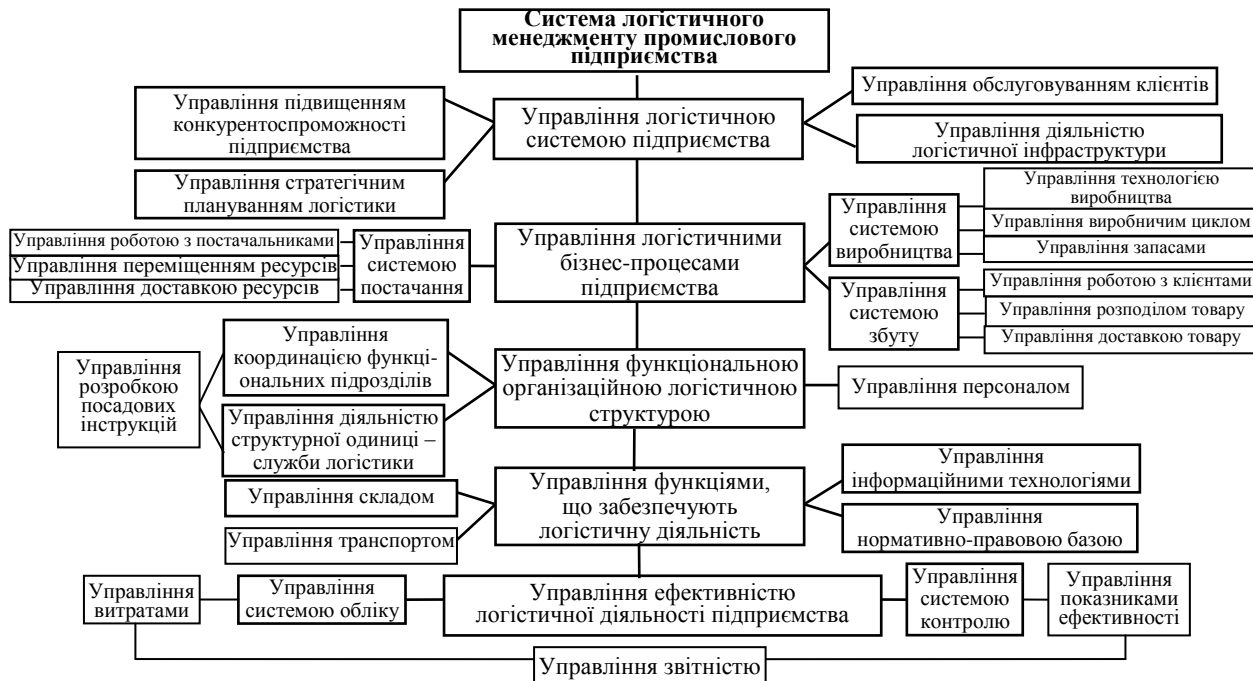 Система логістичного
менеджменту промислового
підприємства
Управління підвищенням
конкурентоспроможності
підприємства
Управління стратегічним
плануванням логістики
Управління логістичною
системою підприємства
Управління обслуговуванням клієнтів
Управління діяльністю
логістичної інфраструктури
Управління роботою з постачальниками
Управління переміщенням ресурсів
Управління доставкою ресурсів
Управління
системою
постачання
Управління логістичними
бізнес-процесами
підприємства
Управління
системою
виробництва
Управління технологією
виробництва
Управління виробничим циклом
Управління запасами
Управління
системою
збуту
Управління роботою з клієнтами
Управління розподілом товару
Управління доставкою товару
Управління
розробкою
посадових
інструкцій
Управління
координацією функці-
ональних підрозділів
Управління діяльністю
структурної одиниці –
служби логістики
Управління функціональною
організаційною логістичною
структурою
Управління персоналом
Управління складом
Управління транспортом
Управління функціями,
що забезпечують
логістичну діяльність
Управління
інформаційними технологіями
Управління
нормативно-правовою базою
Управління
витратами
Управління
системою обліку
Управління ефективністю
логістичної діяльності підприємства
Управління
системою
контролю
Управління
показниками
ефективності
Управління звітністю